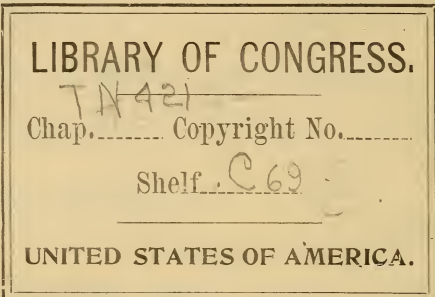 LIBRARY OF CONGRESS.
TN421
Chap......... Copyright No.........
Shelf...C69
UNITED STATES OF AMERICA.